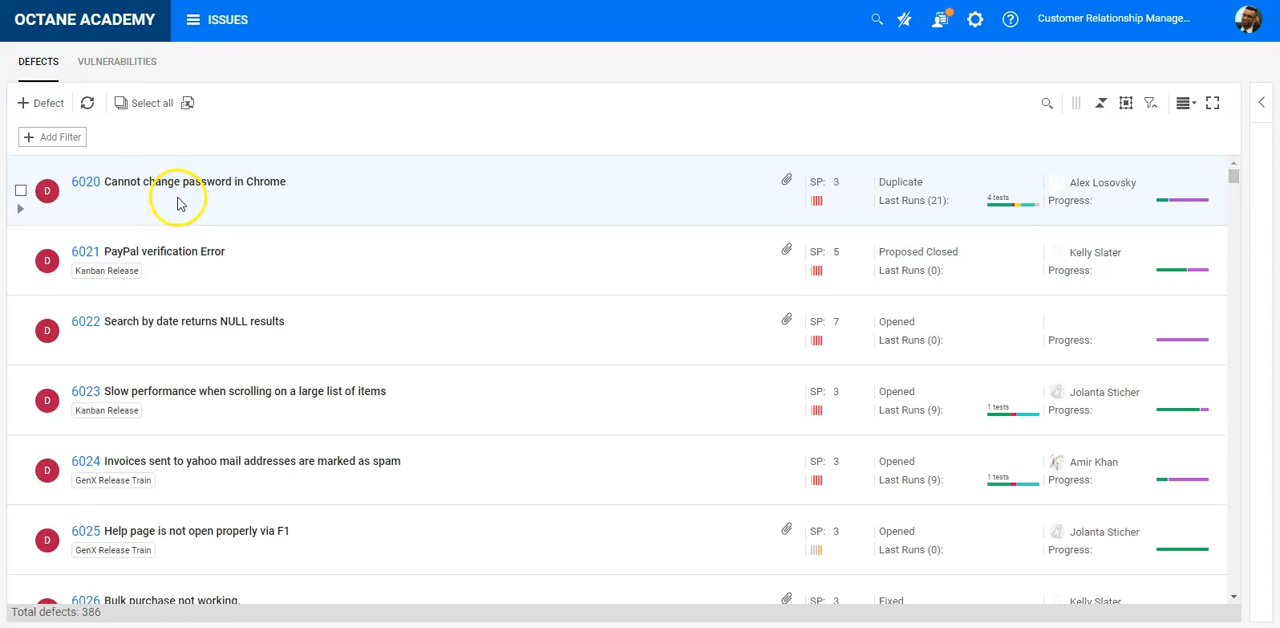 OCTANE ACADEMY
ISSUES
Customer Relationship Manage...
DEFECTS
VULNERABILITIES
Defect
Select all
Add Filter
D
6020 Cannot change password in Chrome
SP: 3
Duplicate
Last Runs (21):
4 tests
Alex Losovsky
Progress:
D
6021 PayPal verification Error
Kanban Release
SP: 5
Proposed Closed
Last Runs (0):
Kelly Slater
Progress:
D
6022 Search by date returns NULL results
SP: 7
Opened
Last Runs (0):
Progress:
D
6023 Slow performance when scrolling on a large list of items
Kanban Release
SP: 3
Opened
Last Runs (9):
1 tests
Jolanta Sticher
Progress:
D
6024 Invoices sent to yahoo mail addresses are marked as spam
GenX Release Train
SP: 3
Opened
Last Runs (9):
1 tests
Amir Khan
Progress:
D
6025 Help page is not open properly via F1
GenX Release Train
SP: 3
Opened
Last Runs (0):
Jolanta Sticher
Progress:
6026 Bulk purchase not working.
SP: 3
Fixed
Kelly Slater
Total defects: 386